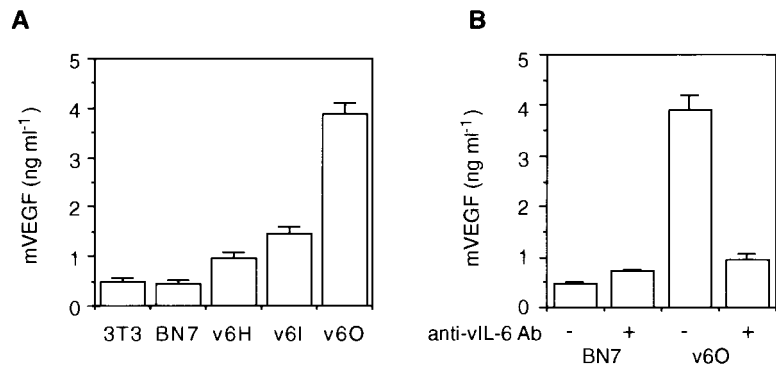 A
mVEGF (ng ml-1 )
5
4
3
2
1
0
3T3 BN7 v6H v6I v6O
B
mVEGF (ng ml-1 )
5
4
3
2
1
0
anti-vIL-6 Ab - + - +
BN7 v6O